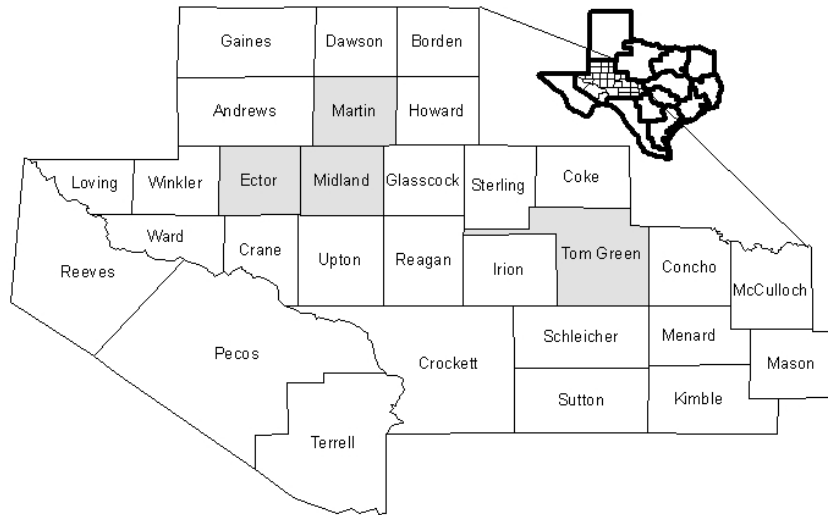 Gaines Dawson Borden
Andrews Martin Howard
Loving Winkler Ector Midland Glasscock Sterling Coke
Ward Crane Upton Reagan Irion Tom Green Concho
Reeves McCulloch
Pecos Crockett Schleicher Menard Mason
Sutton Kimble
Terrell